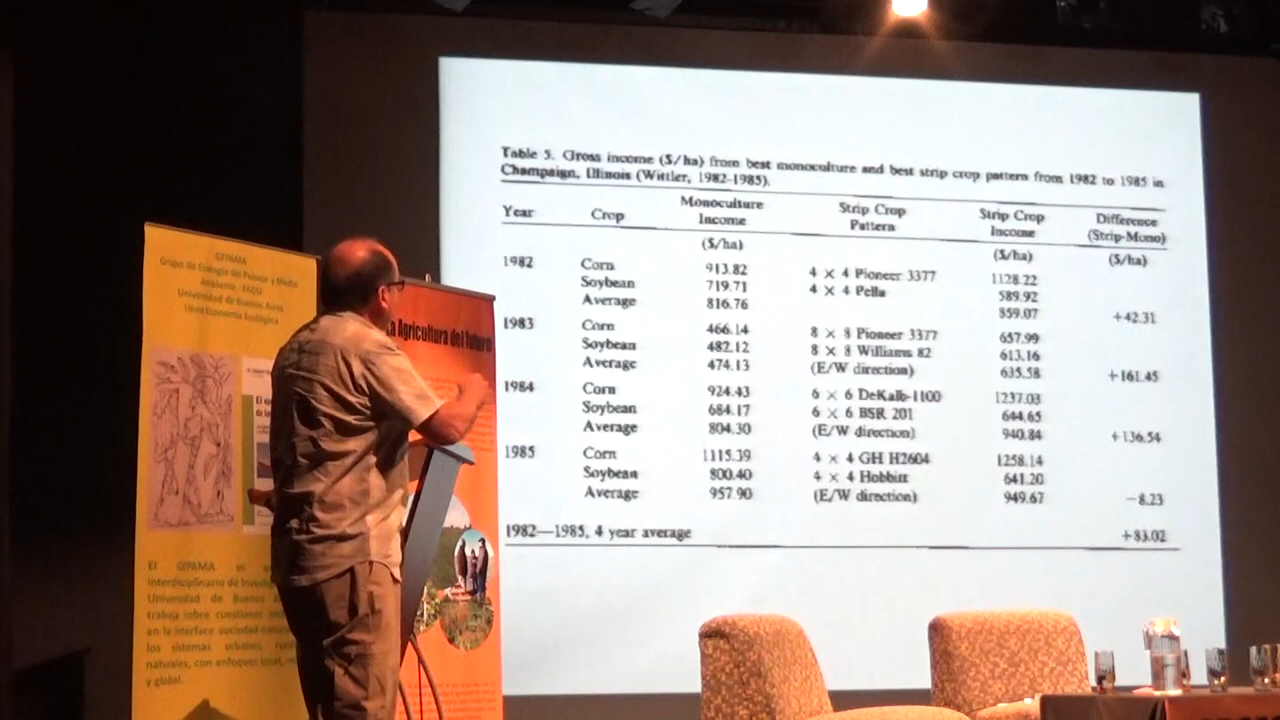 Table 5. Gross income ($/ha) from best monoculture and best strip crop pattern from 1982 to 1985 in
Champaign, Illinois (Wittler, 1982–1985).
Year Crop Monoculture Income Strip Crop Pattern Strip Crop Income Difference (Strip-Mono)
($/ha) ($/ha) ($/ha)
1982 Corn 913.82 4 × 4 Pioneer 3377 1128.22
Soybean 719.71 4 × 4 Pella 589.92
Average 816.76 859.07 +42.31
1983 Corn 466.14 8 × 8 Pioneer 3377 657.99
Soybean 482.12 8 × 8 Williams 82 613.16
Average 474.13 (E/W direction) 635.58 +161.45
1984 Corn 924.43 6 × 6 DeKalb-1100 1237.03
Soybean 684.17 6 × 6 BSR 201 644.65
Average 804.30 (E/W direction) 940.84 +136.54
1985 Corn 1115.39 4 × 4 GH H2604 1258.14
Soybean 800.40 4 × 4 Hobbitt 641.20
Average 957.90 (E/W direction) 949.67 −8.23
1982—1985, 4 year average +83.02
GEPAMA
Grupo de Ecología del Paisaje y Medio
Ambiente - FADU
Universidad de Buenos Aires
Línea Economía Ecológica
El
El GEPAMA es
interdisciplinario de
Universidad de Buenos
trabaja sobre cuestiones
en la interface
los sistemas urbanos,
naturales, con enfoques local,
y global.
La Agricultura del futuro